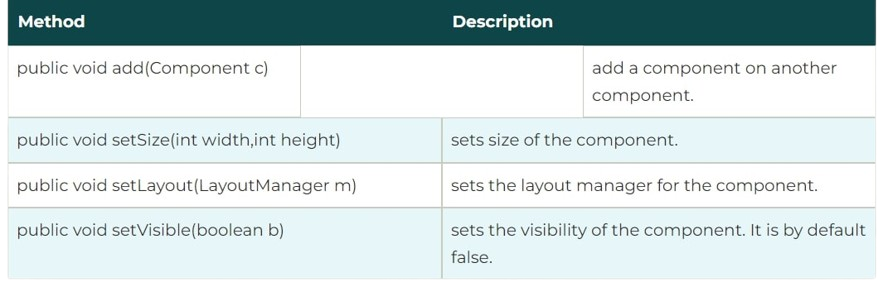 Method Description
public void add(Component c) add a component on another
component.
public void setSize(int width,int height) sets size of the component.
public void setLayout(LayoutManager m) sets the layout manager for the component.
public void setVisible(boolean b) sets the visibility of the component. It is by default
false.